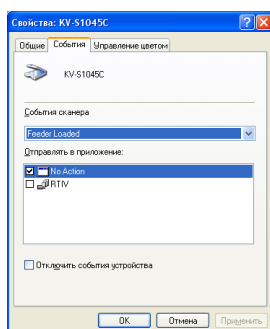 Свойства: KV-S1045C
Общие
События
Управление цветом
KV-S1045C
События сканера
Feeder Loaded
Отправлять в приложение:
No Action
RTIV
Отключить события устройства
OK
Отмена
Применить